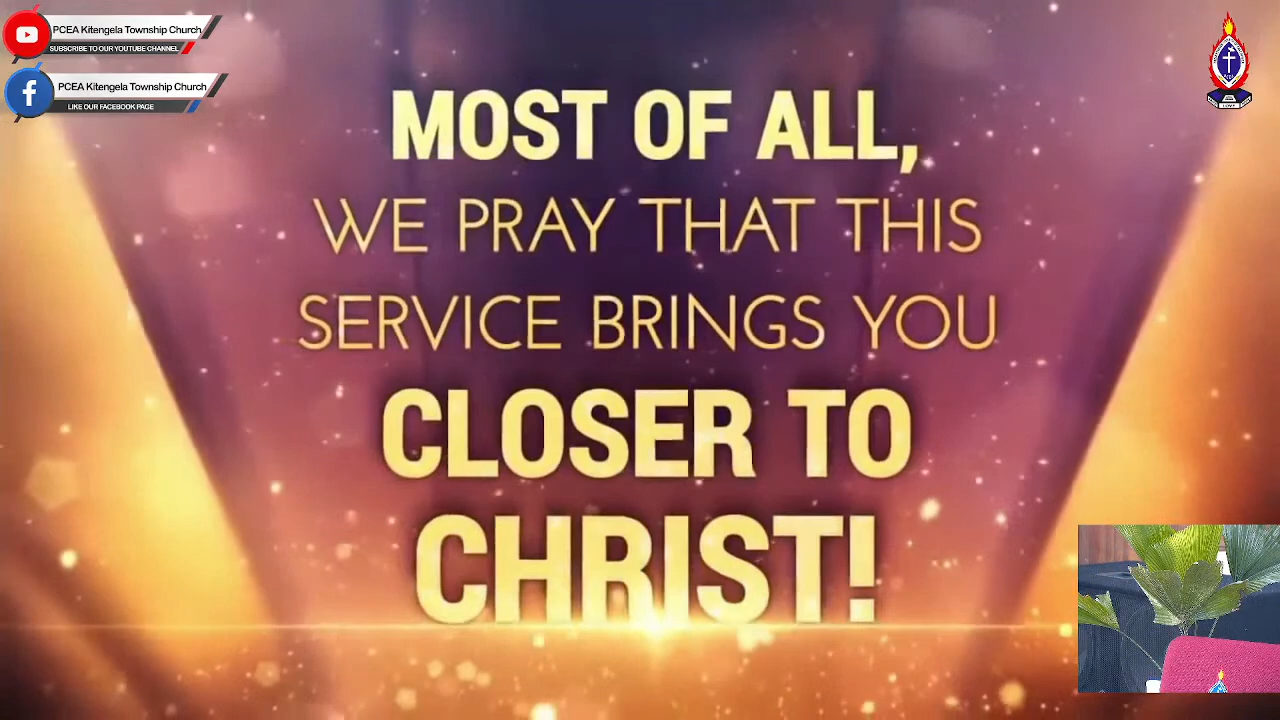 PCEA Kitengela Township Church
SUBSCRIBE TO OUR YOUTUBE CHANNEL
PCEA Kitengela Township Church
LIKE OUR FACEBOOK PAGE
MOST OF ALL,
WE PRAY THAT THIS
SERVICE BRINGS YOU
CLOSER TO
CHRIST!